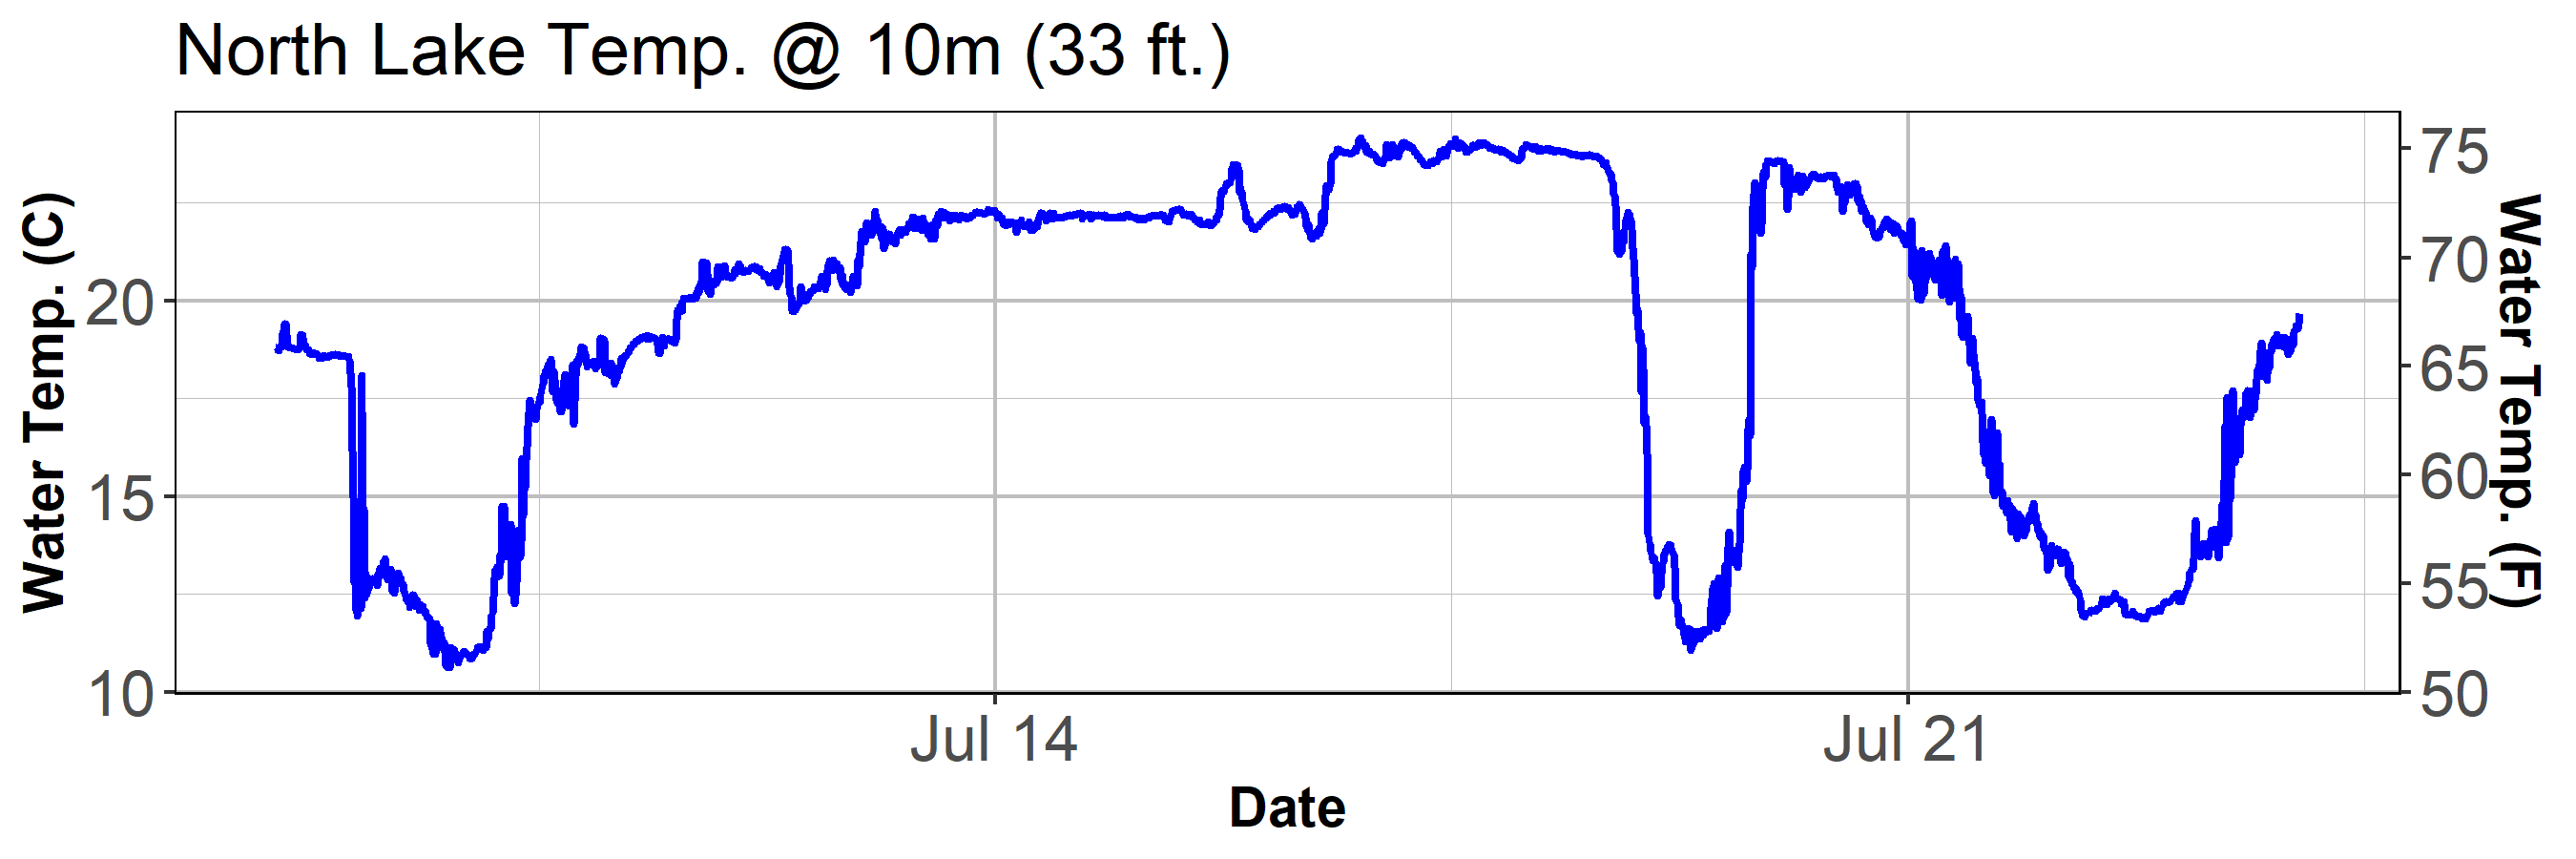 North Lake Temp. @ 10m (33 ft.)
Water Temp. (C)
20
15
10
75
70
65
60
55
50
Water Temp. (F)
Jul 14
Jul 21
Date